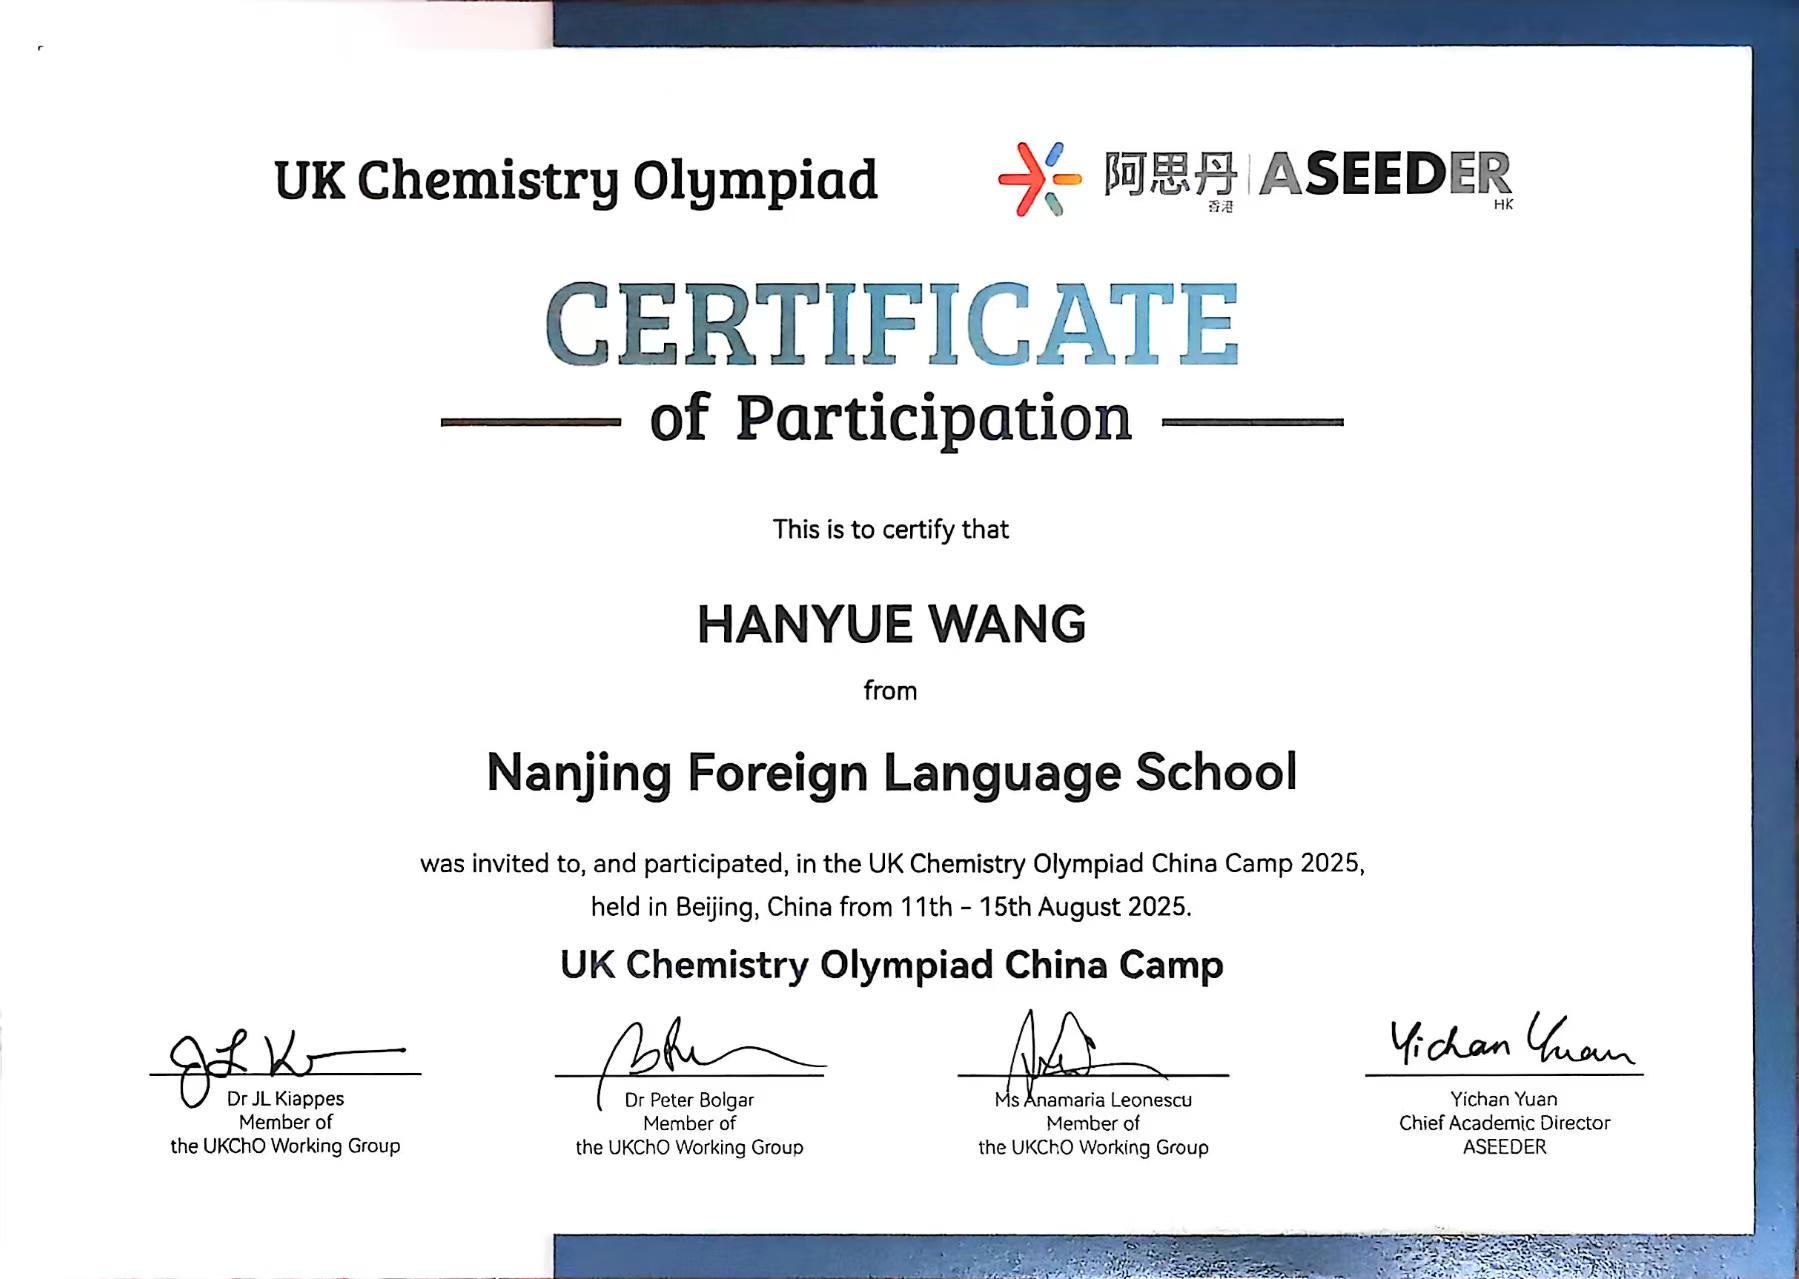 UK Chemistry Olympiad
阿思丹 香港 | ASEEDER HK
CERTIFICATE
of Participation
This is to certify that
HANYUE WANG
from
Nanjing Foreign Language School
was invited to, and participated, in the UK Chemistry Olympiad China Camp 2025,
held in Beijing, China from 11th - 15th August 2025.
UK Chemistry Olympiad China Camp
JL K
Yichan Yuan
Dr JL Kiappes
Member of
the UKChO Working Group
Dr Peter Bolgar
Member of
the UKChO Working Group
Ms Anamaria Leonescu
Member of
the UKChO Working Group
Yichan Yuan
Chief Academic Director
ASEEDER